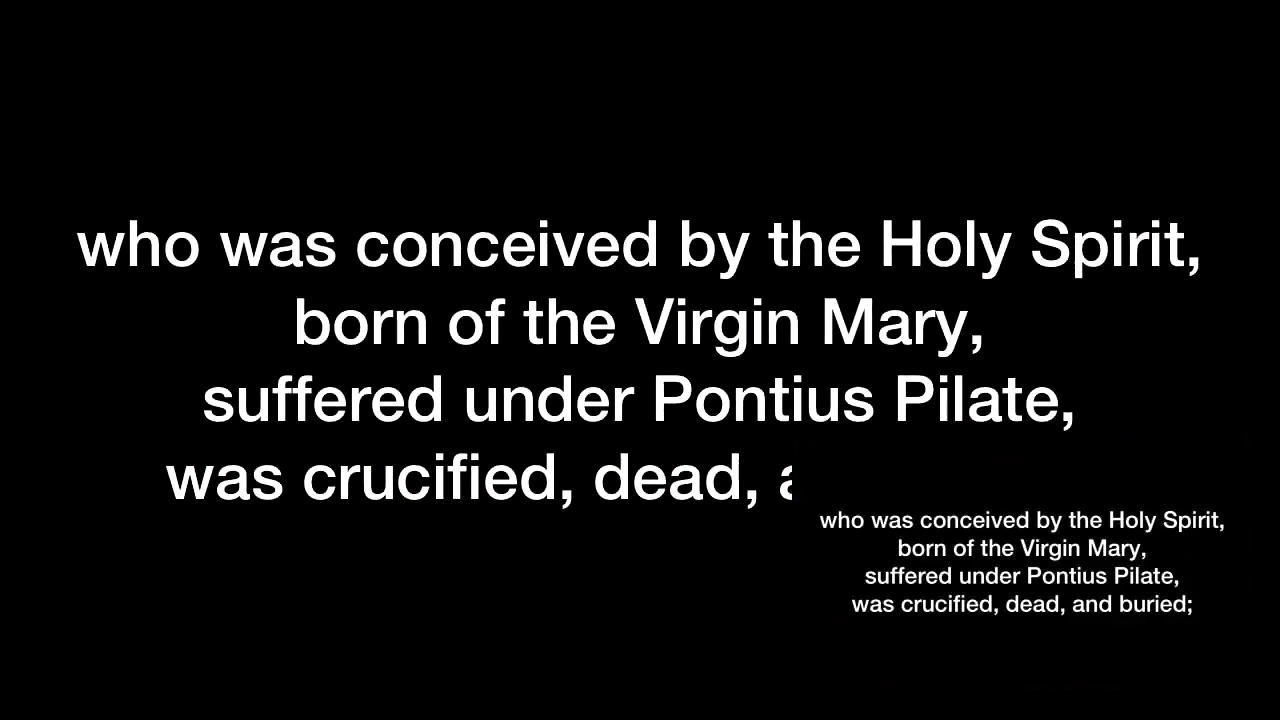 who was conceived by the Holy Spirit,
born of the Virgin Mary,
suffered under Pontius Pilate,
was crucified, dead,
who was conceived by the Holy Spirit,
born of the Virgin Mary,
suffered under Pontius Pilate,
was crucified, dead, and buried;